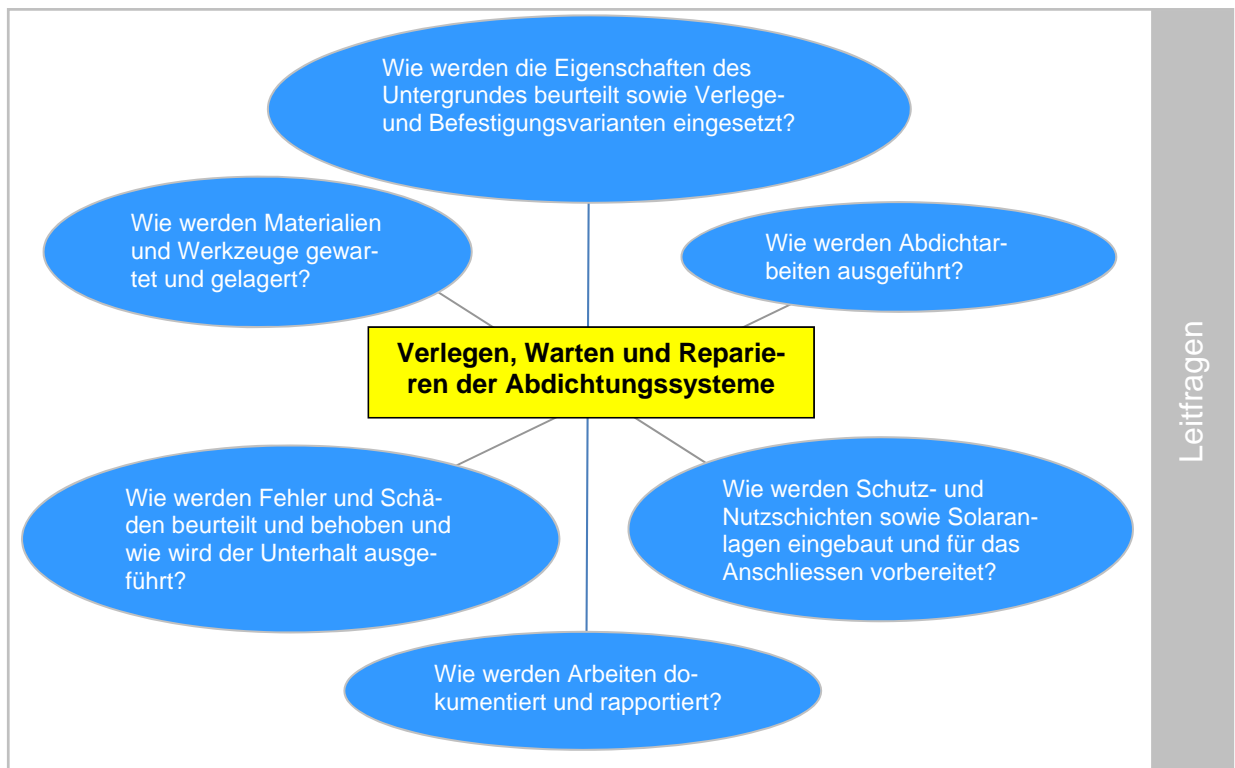 Wie werden die Eigenschaften des
Untergrundes beurteilt sowie Verlege-
und Befestigungsvarianten eingesetzt?
Wie werden Materialien
und Werkzeuge gewar-
tet und gelagert?
Wie werden Abdichtar-
beiten ausgeführt?
Verlegen, Warten und Reparie-
ren der Abdichtungssysteme
Wie werden Fehler und Schä-
den beurteilt und behoben und
wie wird der Unterhalt ausge-
führt?
Wie werden Schutz- und
Nutzschichten sowie Solaran-
lagen eingebaut und für das
Anschliessen vorbereitet?
Wie werden Arbeiten do-
kumentiert und rapportiert?
Leitfragen